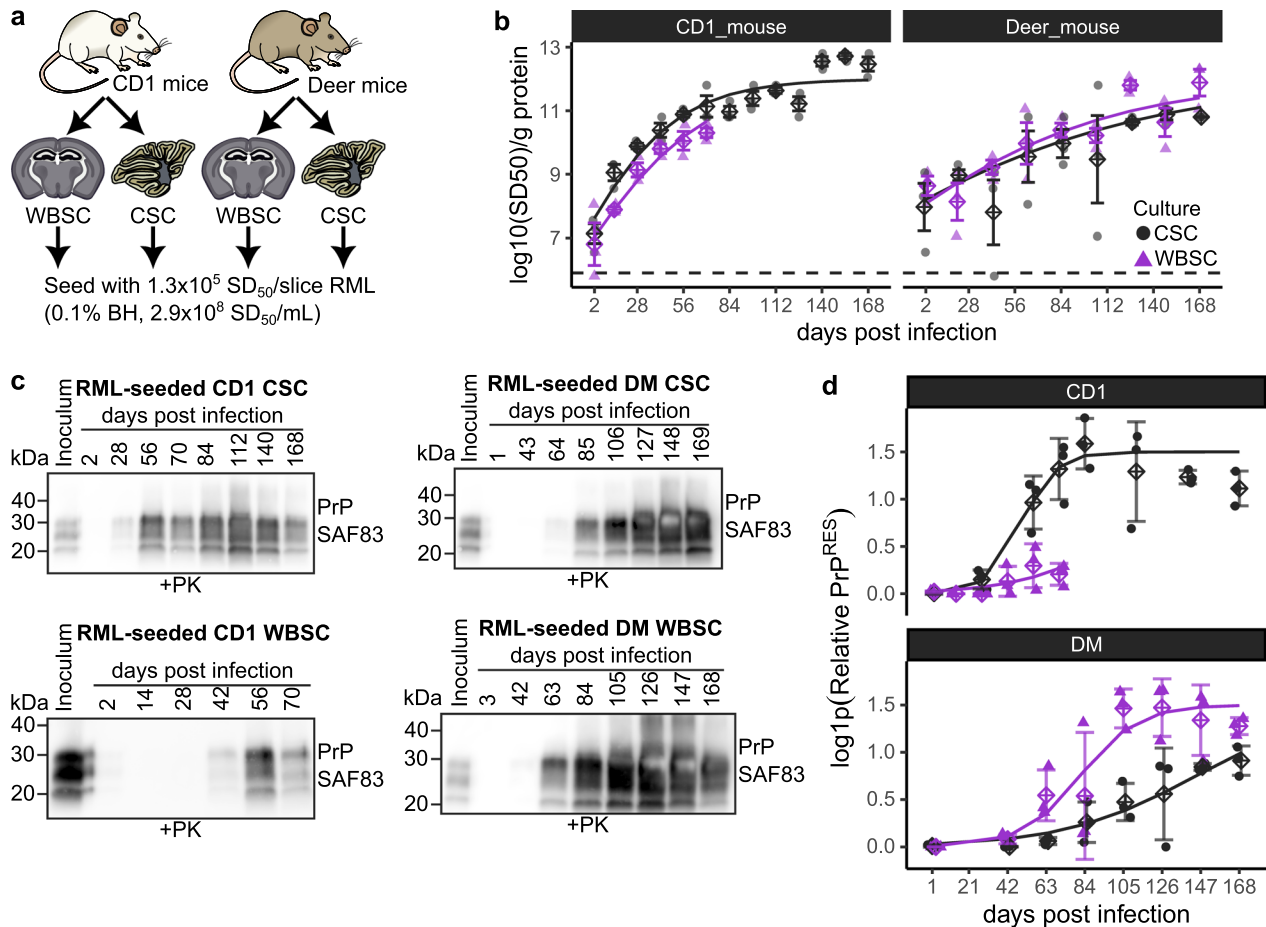 a
CD1 mice
Deer mice
WBSC
CSC
WBSC
CSC
Seed with 1.3x10⁵ SD₅₀/slice RML
(0.1% BH, 2.9x10⁸ SD₅₀/mL)
b
CD1_mouse
Deer_mouse
log10(SD50)/g protein
13
11
9
7
Culture
CSC
WBSC
2 28 56 84 112 140 168
2 28 56 84 112 140 168
days post infection
c
RML-seeded CD1 CSC
days post infection
kDa
Inoculum
2 28 56 70 84 112 140 168
40
30
20
PrP
SAF83
+PK
RML-seeded DM CSC
days post infection
kDa
Inoculum
1 43 64 85 106 127 148 169
40
30
20
PrP
SAF83
+PK
RML-seeded CD1 WBSC
days post infection
kDa
Inoculum
2 14 28 42 56 70
40
30
20
PrP
SAF83
+PK
RML-seeded DM WBSC
days post infection
kDa
Inoculum
3 42 63 84 105 126 147 168
40
30
20
PrP
SAF83
+PK
d
CD1
1.5
1.0
0.5
0.0
log1p(Relative PrPᴿᴱˢ)
DM
1.5
1.0
0.5
0.0
1 21 42 63 84 105 126 147 168
days post infection